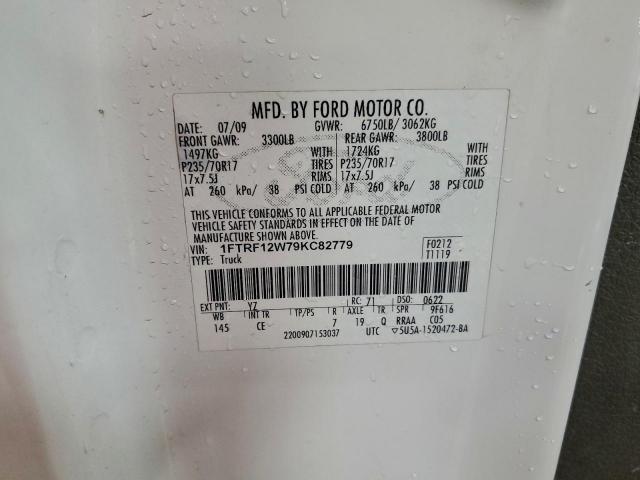 MFD. BY FORD MOTOR CO.
DATE: 07/09 GVWR: 6750LB/ 3062KG
FRONT GAWR: 3300LB REAR GAWR: 3800LB
1497KG WITH 1724KG WITH
P235/70R17 TIRES P235/70R17 TIRES
17x7.5J RIMS 17x7.5J RIMS
AT 260 kPa/ 38 PSI COLD AT 260 kPa/ 38 PSI COLD
THIS VEHICLE CONFORMS TO ALL APPLICABLE FEDERAL MOTOR
VEHICLE SAFETY STANDARDS IN EFFECT ON THE DATE OF
MANUFACTURE SHOWN ABOVE.
VIN: 1FTRF12W79KC82779 F0212
TYPE: Truck T1119
EXT PNT: YZ RC: 71 DSO: 0622
WB INT TR TP/PS R AXLE TR SPR 9F616
145 CE 7 19 Q RRAA C05
2200907153037 UTC ▽5U5A-1520472-BA